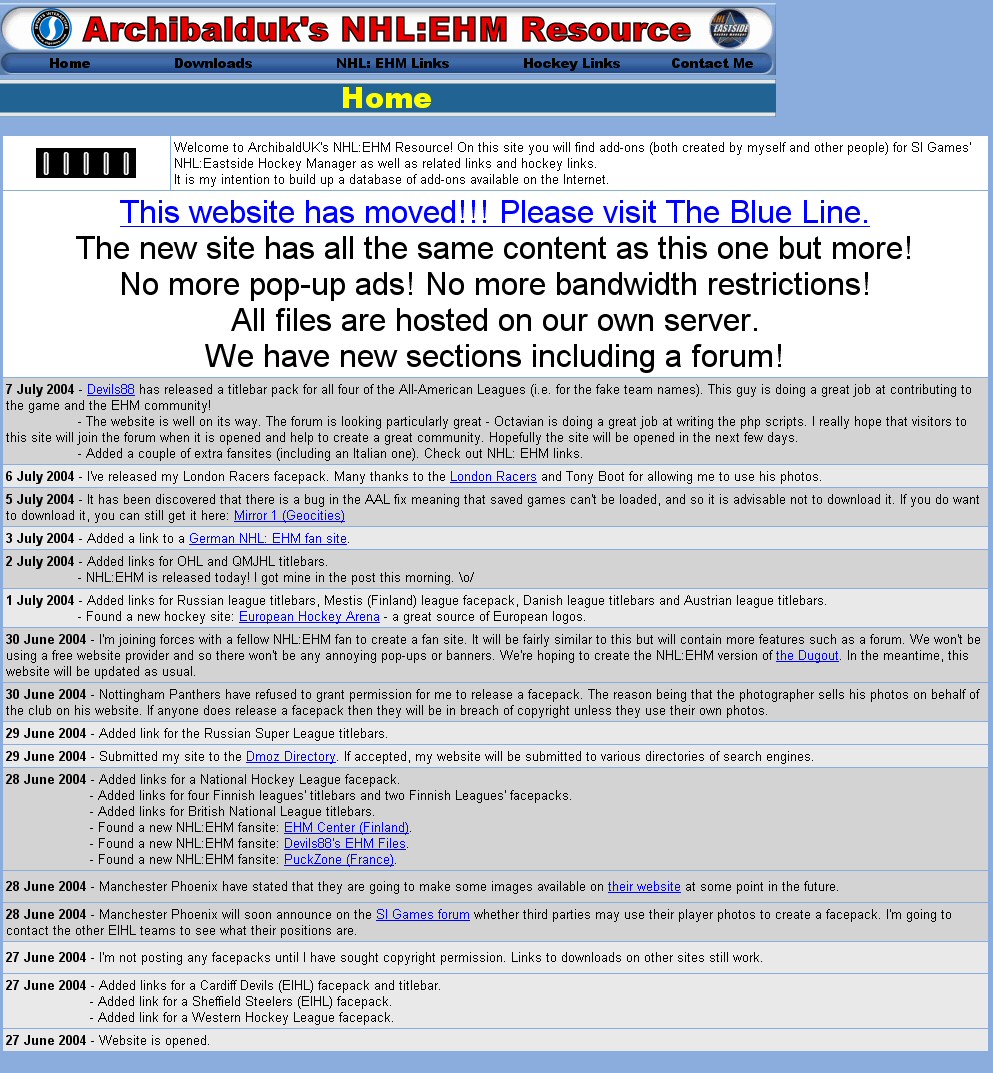 Archibalduk's NHL:EHM Resource
Home Downloads NHL: EHM Links Hockey Links Contact Me
Home
Welcome to ArchibaldUK's NHL:EHM Resource! On this site you will find add-ons (both created by myself and other people) for SI Games'
NHL:Eastside Hockey Manager as well as related links and hockey links.
It is my intention to build up a database of add-ons available on the Internet.
This website has moved!!! Please visit The Blue Line.
The new site has all the same content as this one but more!
No more pop-up ads! No more bandwidth restrictions!
All files are hosted on our own server.
We have new sections including a forum!
7 July 2004 - Devils88 has released a titlebar pack for all four of the All-American Leagues (i.e. for the fake team names). This guy is doing a great job at contributing to
the game and the EHM community!
- The website is well on its way. The forum is looking particularly great - Octavian is doing a great job at writing the php scripts. I really hope that visitors to
this site will join the forum when it is opened and help to create a great community. Hopefully the site will be opened in the next few days.
- Added a couple of extra fansites (including an Italian one). Check out NHL: EHM links.
6 July 2004 - I've released my London Racers facepack. Many thanks to the London Racers and Tony Boot for allowing me to use his photos.
5 July 2004 - It has been discovered that there is a bug in the AAL fix meaning that saved games can't be loaded, and so it is advisable not to download it. If you do want
to download it, you can still get it here: Mirror 1 (Geocities)
3 July 2004 - Added a link to a German NHL: EHM fan site.
2 July 2004 - Added links for OHL and QMJHL titlebars.
- NHL:EHM is released today! I got mine in the post this morning. \o/
1 July 2004 - Added links for Russian league titlebars, Mestis (Finland) league facepack, Danish league titlebars and Austrian league titlebars.
- Found a new hockey site: European Hockey Arena - a great source of European logos.
30 June 2004 - I'm joining forces with a fellow NHL:EHM fan to create a fan site. It will be fairly similar to this but will contain more features such as a forum. We won't be
using a free website provider and so there won't be any annoying pop-ups or banners. We're hoping to create the NHL:EHM version of the Dugout. In the meantime, this
website will be updated as usual.
30 June 2004 - Nottingham Panthers have refused to grant permission for me to release a facepack. The reason being that the photographer sells his photos on behalf of
the club on his website. If anyone does release a facepack then they will be in breach of copyright unless they use their own photos.
29 June 2004 - Added link for the Russian Super League titlebars.
29 June 2004 - Submitted my site to the Dmoz Directory. If accepted, my website will be submitted to various directories of search engines.
28 June 2004 - Added links for a National Hockey League facepack.
- Added links for four Finnish leagues' titlebars and two Finnish Leagues' facepacks.
- Added links for British National League titlebars.
- Found a new NHL:EHM fansite: EHM Center (Finland).
- Found a new NHL:EHM fansite: Devils88's EHM Files.
- Found a new NHL:EHM fansite: PuckZone (France).
28 June 2004 - Manchester Phoenix have stated that they are going to make some images available on their website at some point in the future.
28 June 2004 - Manchester Phoenix will soon announce on the SI Games forum whether third parties may use their player photos to create a facepack. I'm going to
contact the other EIHL teams to see what their positions are.
27 June 2004 - I'm not posting any facepacks until I have sought copyright permission. Links to downloads on other sites still work.
27 June 2004 - Added links for a Cardiff Devils (EIHL) facepack and titlebar.
- Added link for a Sheffield Steelers (EIHL) facepack.
- Added link for a Western Hockey League facepack.
27 June 2004 - Website is opened.